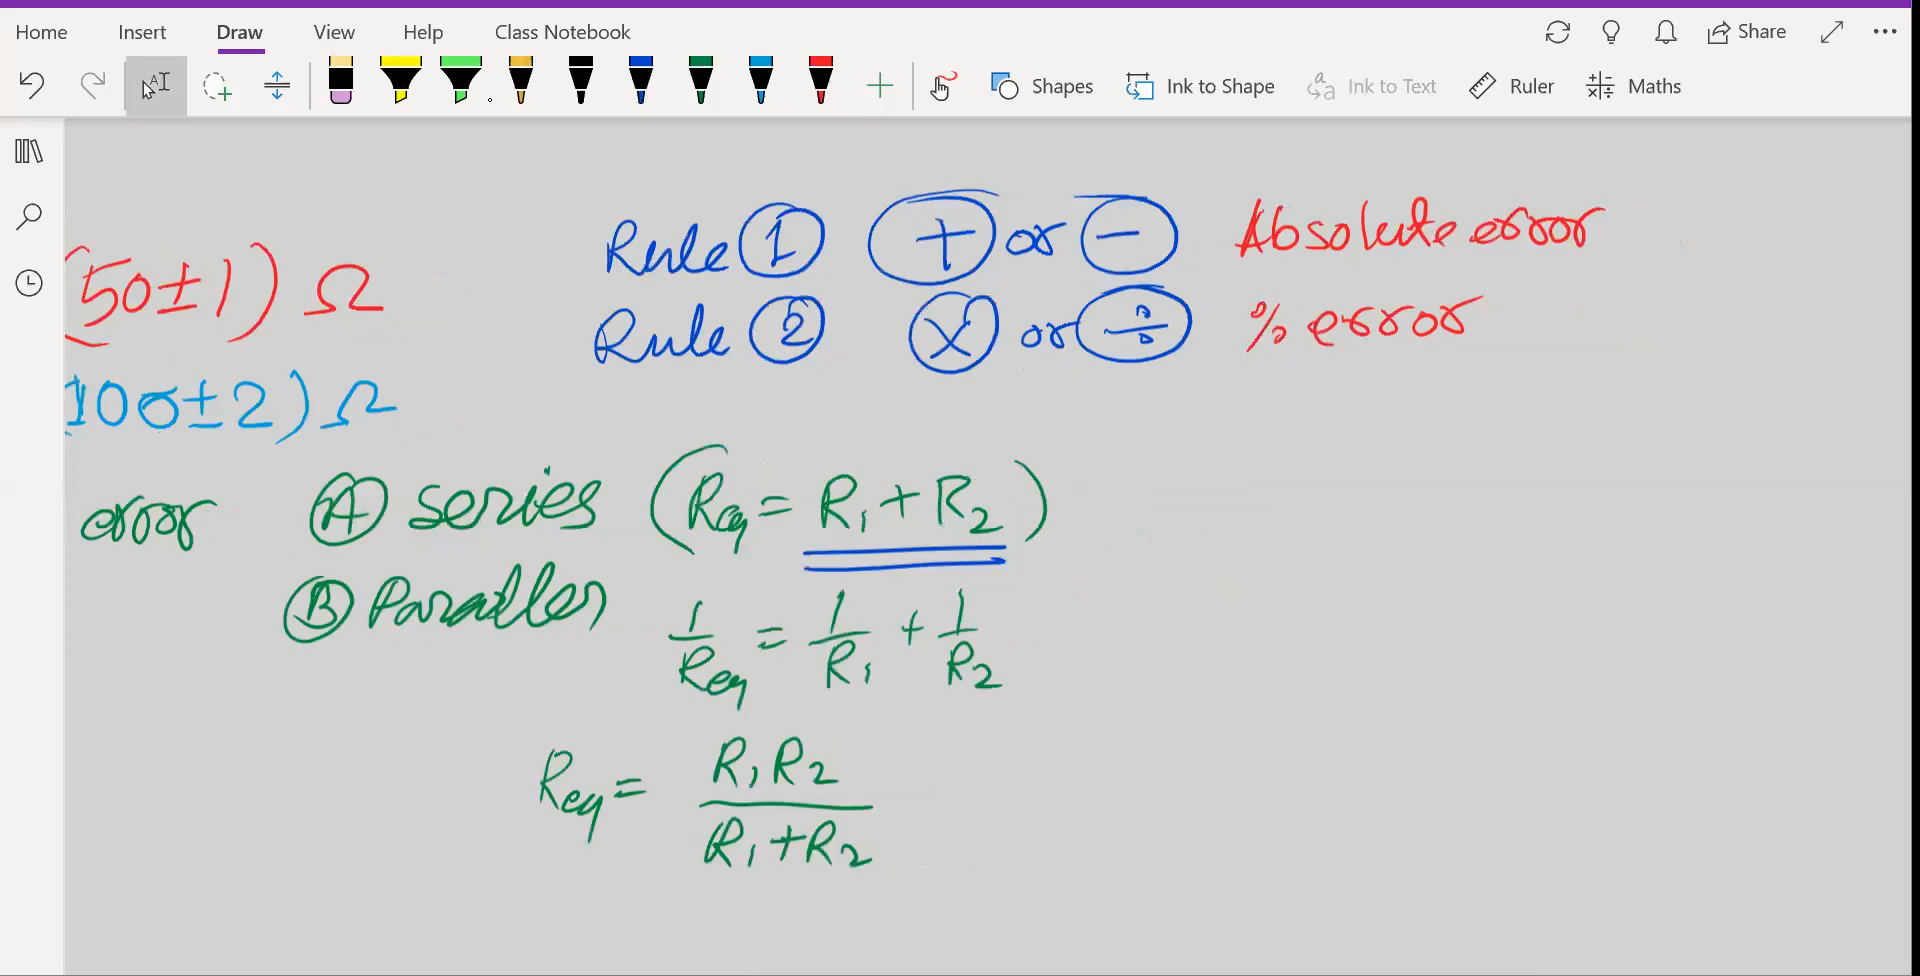 Home Insert Draw View Help Class Notebook Share
Shapes Ink to Shape Ink to Text Ruler Maths
Rule 1 + or - Absolute error
(50±1) Ω
Rule 2 × or ÷ % error
100±2) Ω
error A series (Req = R1 + R2)
B Paralles
1/Req = 1/R1 + 1/R2
Req = R1R2/R1+R2